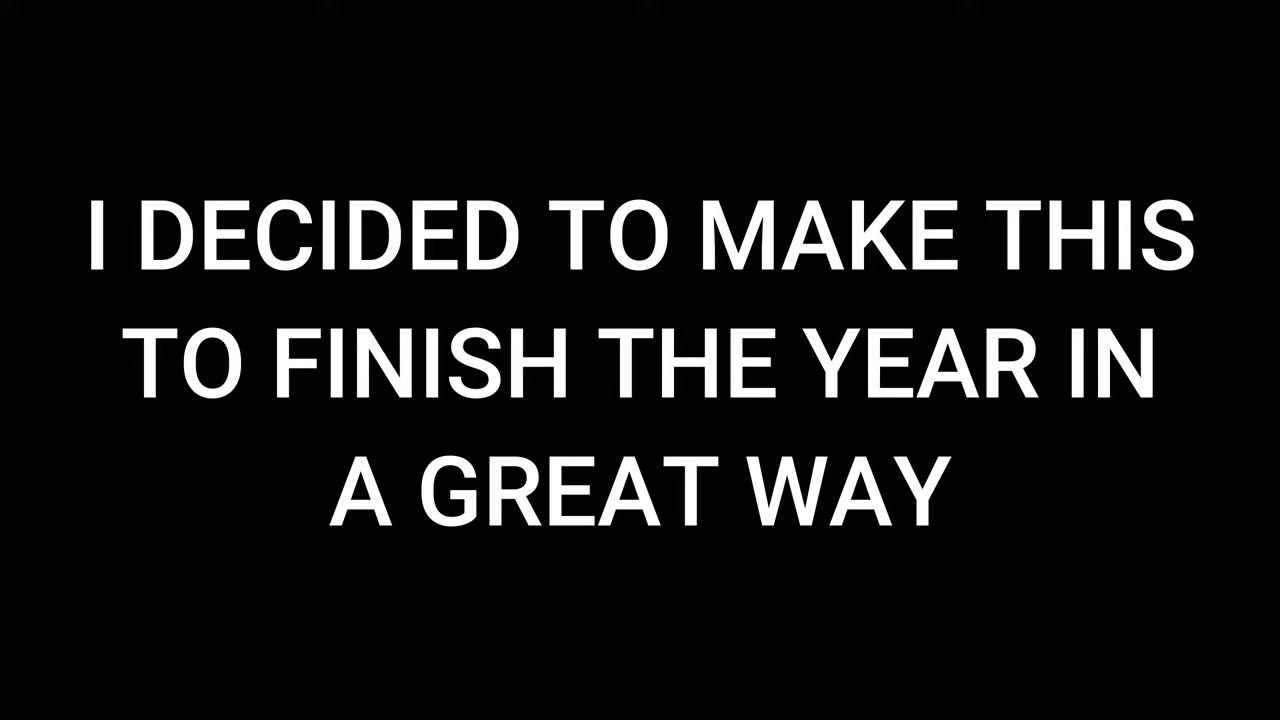 I DECIDED TO MAKE THIS
TO FINISH THE YEAR IN
A GREAT WAY